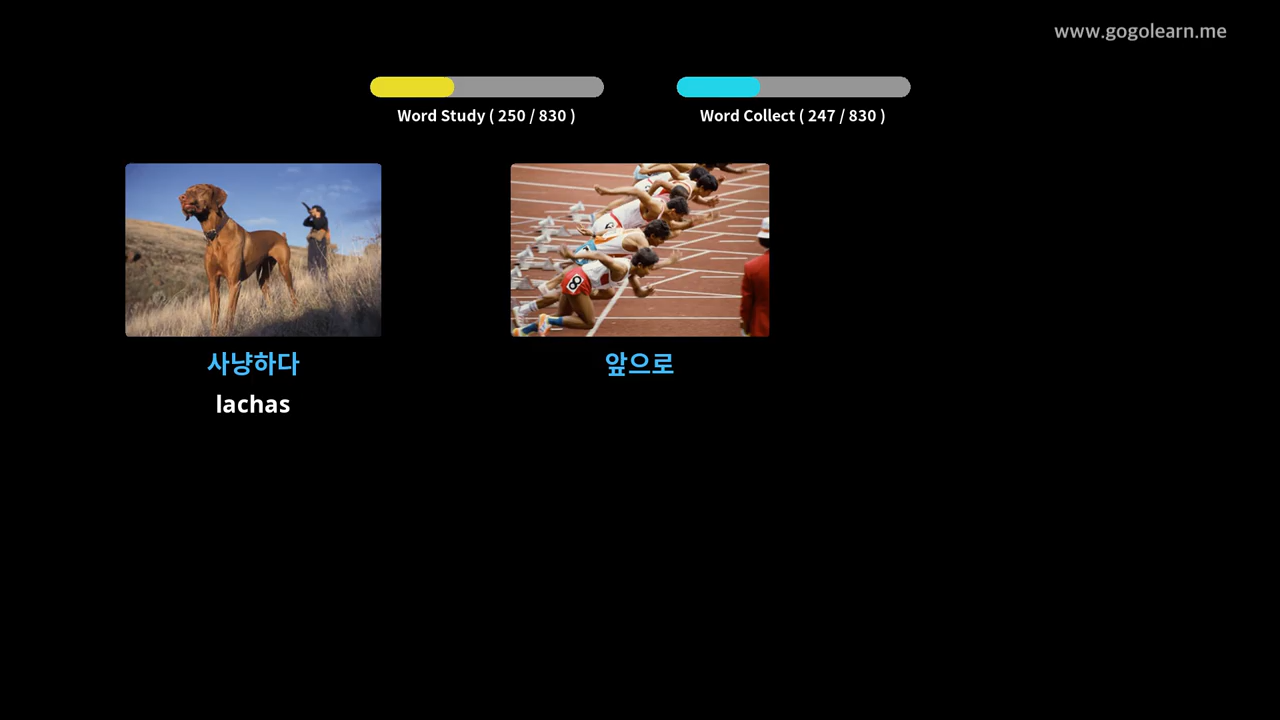 www.gogolearn.me
Word Study ( 250 / 830 )
Word Collect ( 247 / 830 )
사냥하다
앞으로
lachas
8